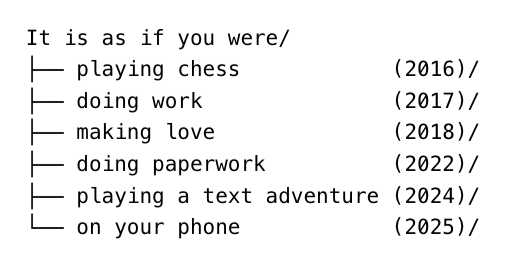 It is as if you were/
├── playing chess            (2016)/
├── doing work               (2017)/
├── making love              (2018)/
├── doing paperwork          (2022)/
├── playing a text adventure (2024)/
└── on your phone            (2025)/